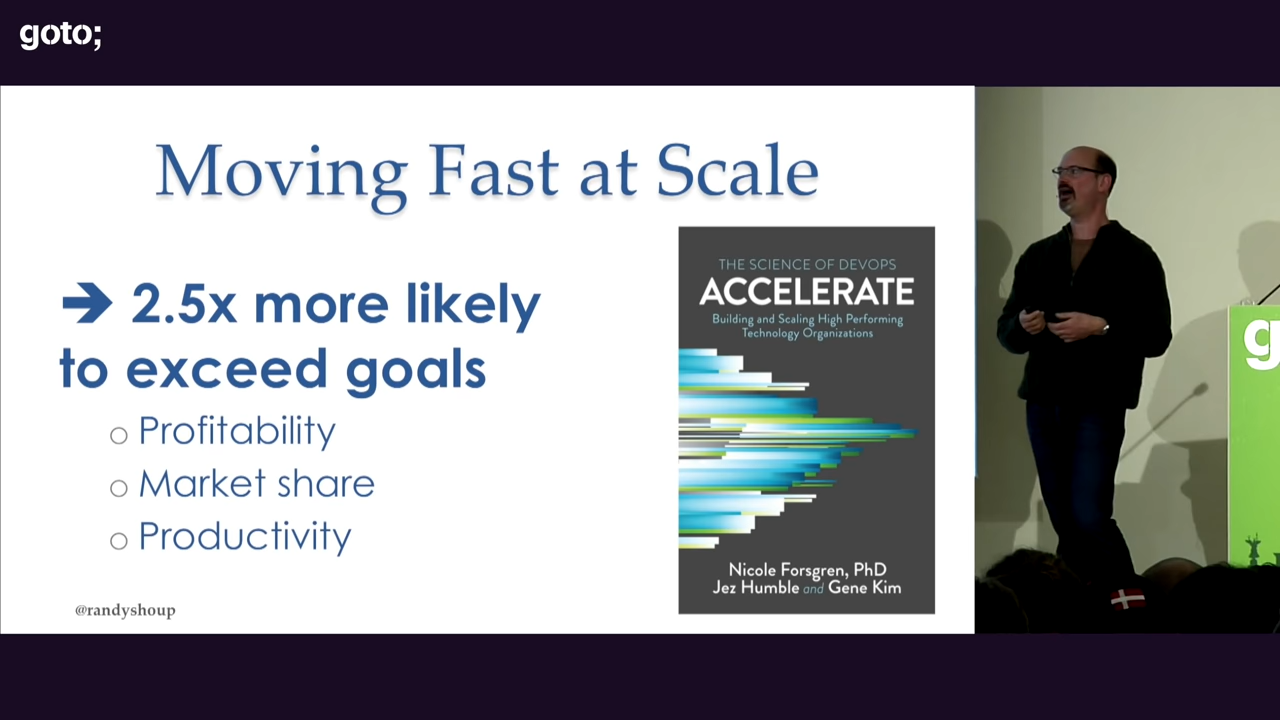 goto;
Moving Fast at Scale
➔ 2.5x more likely
to exceed goals
o Profitability
o Market share
o Productivity
@randyshoup
THE SCIENCE OF DEVOPS
ACCELERATE
Building and Scaling High Performing
Technology Organizations
Nicole Forsgren, PhD
Jez Humble and Gene Kim
g